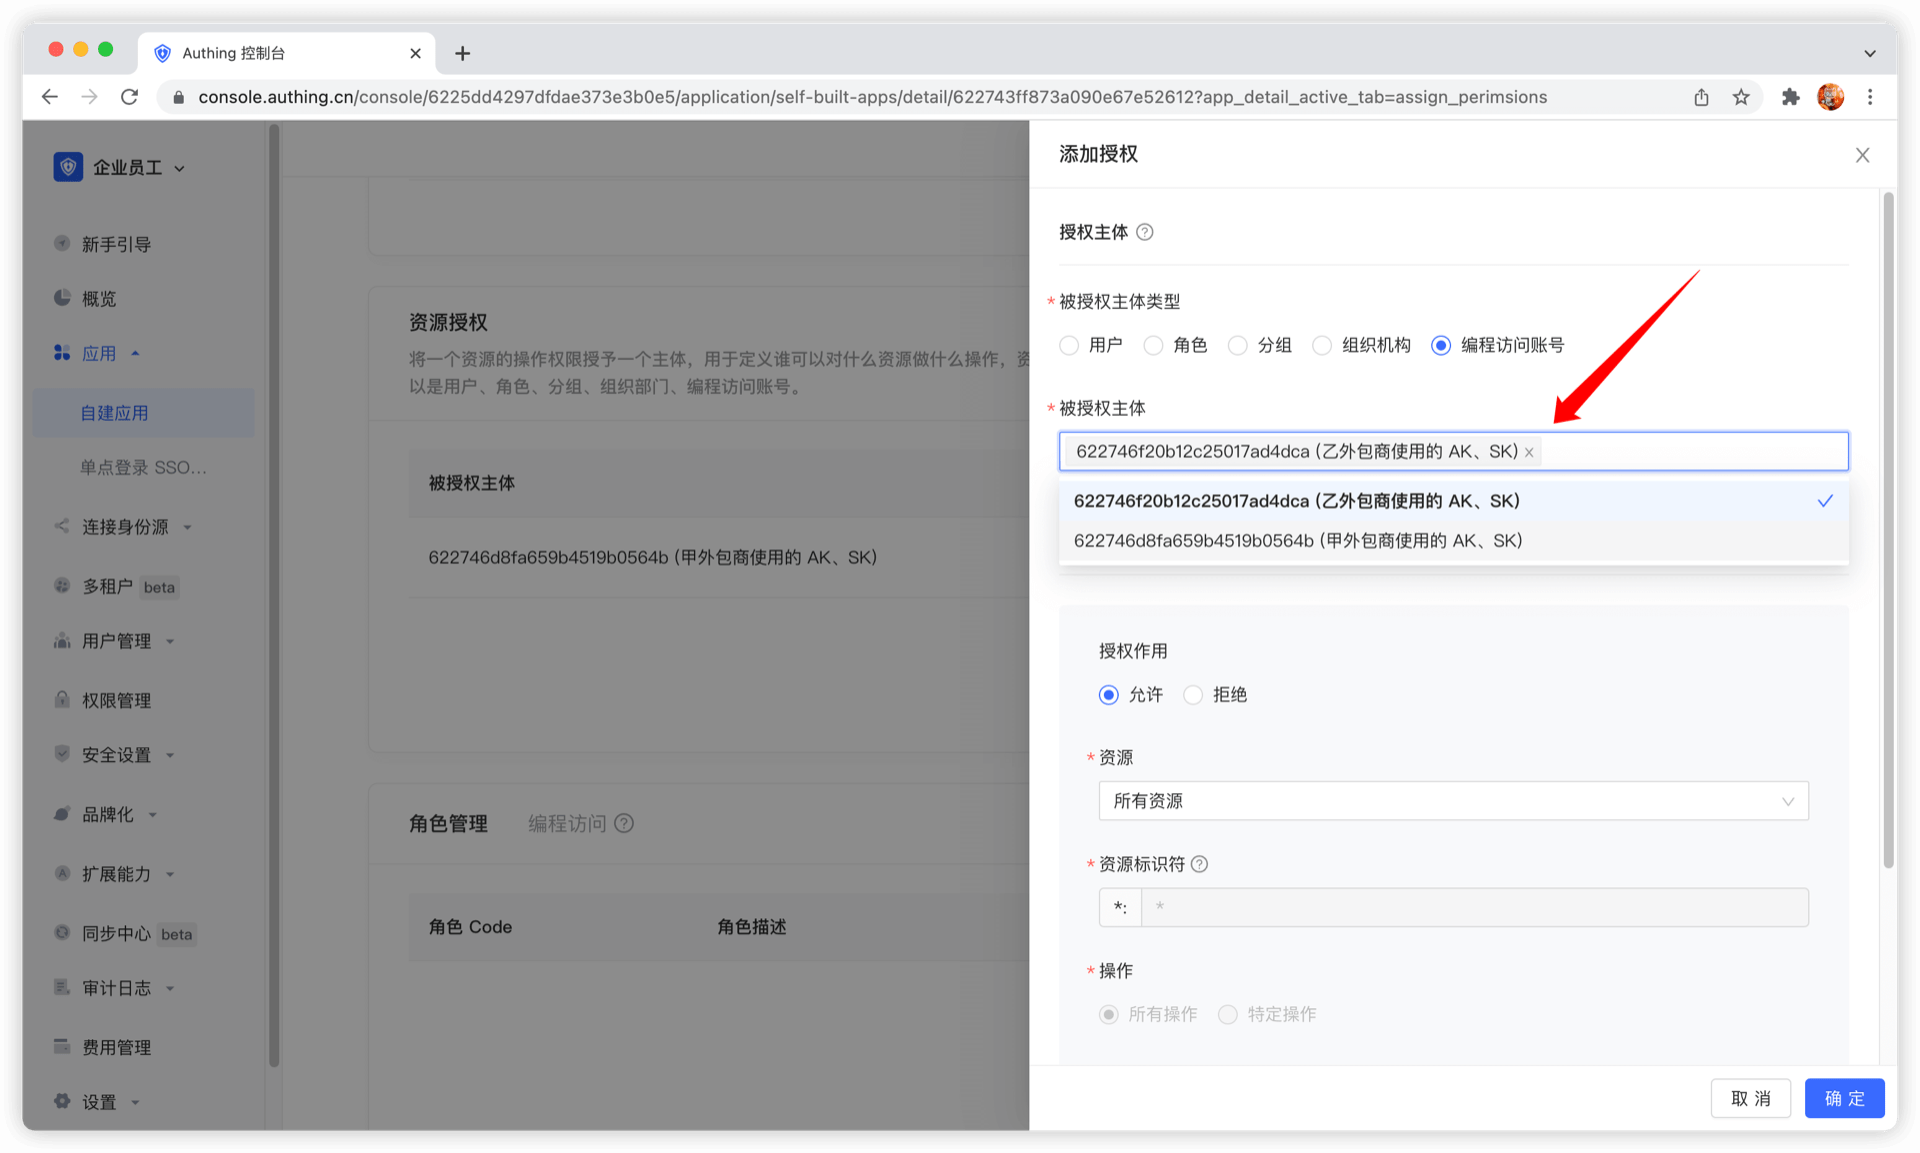 Authing 控制台
console.authing.cn/console/6225dd4297dfdae373e3b0e5/application/self-built-apps/detail/622743ff873a090e67e52612?app_detail_active_tab=assign_perimsions
企业员工
新手引导
概览
应用
自建应用
单点登录 SSO...
连接身份源
多租户 beta
用户管理
权限管理
安全设置
品牌化
扩展能力
同步中心 beta
审计日志
费用管理
设置
资源授权
将一个资源的操作权限授予一个主体，用于定义谁可以对什么资源做什么操作，资
以是用户、角色、分组、组织部门、编程访问账号。
被授权主体
622746d8fa659b4519b0564b (甲外包商使用的 AK、SK)
角色管理 编程访问 ?
角色 Code 角色描述
添加授权
授权主体 ?
* 被授权主体类型
用户 角色 分组 组织机构 编程访问账号
* 被授权主体
622746f20b12c25017ad4dca (乙外包商使用的 AK、SK)
622746f20b12c25017ad4dca (乙外包商使用的 AK、SK)
622746d8fa659b4519b0564b (甲外包商使用的 AK、SK)
授权作用
允许 拒绝
* 资源
所有资源
* 资源标识符 ?
*: *
* 操作
所有操作 特定操作
取 消 确 定